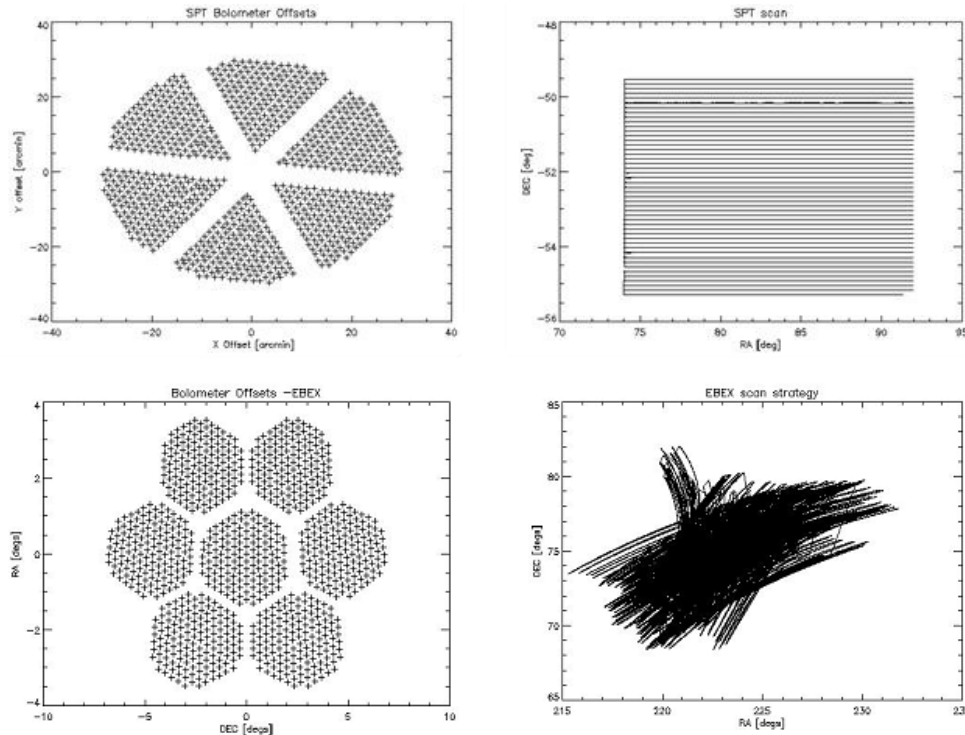 SPT Bolometer Offsets
40
20
0
−20
−40
Y Offset [arcmin]
−40 −20 0 20 40
X Offset [arcmin]
SPT scan
−48
−50
−52
−54
−56
DEC [deg]
70 75 80 85 90 95
RA [deg]
Bolometer Offsets −EBEX
4
2
0
−2
−4
RA [degs]
−10 −5 0 5 10
DEC [degs]
EBEX scan strategy
85
80
75
70
65
DEC [degs]
215 220 225 230 23
RA [degs]